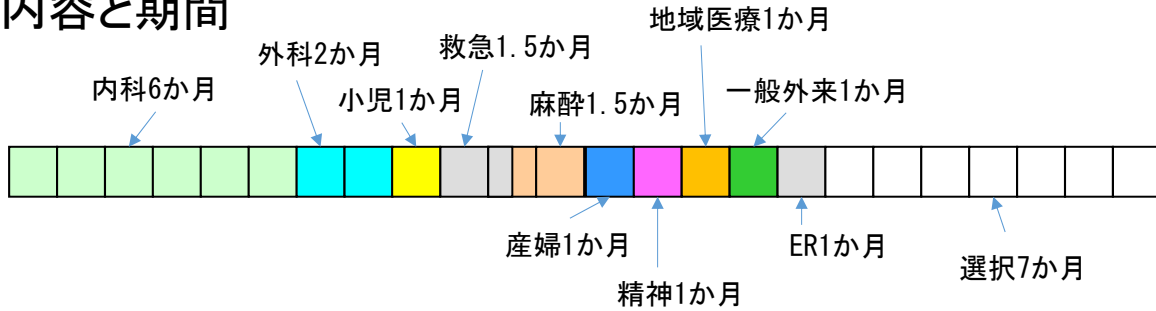 内容と期間
地域医療1か月
外科2か月
救急1.5か月
内科6か月
小児1か月
麻酔1.5か月
一般外来1か月
産婦1か月
ER1か月
選択7か月
精神1か月